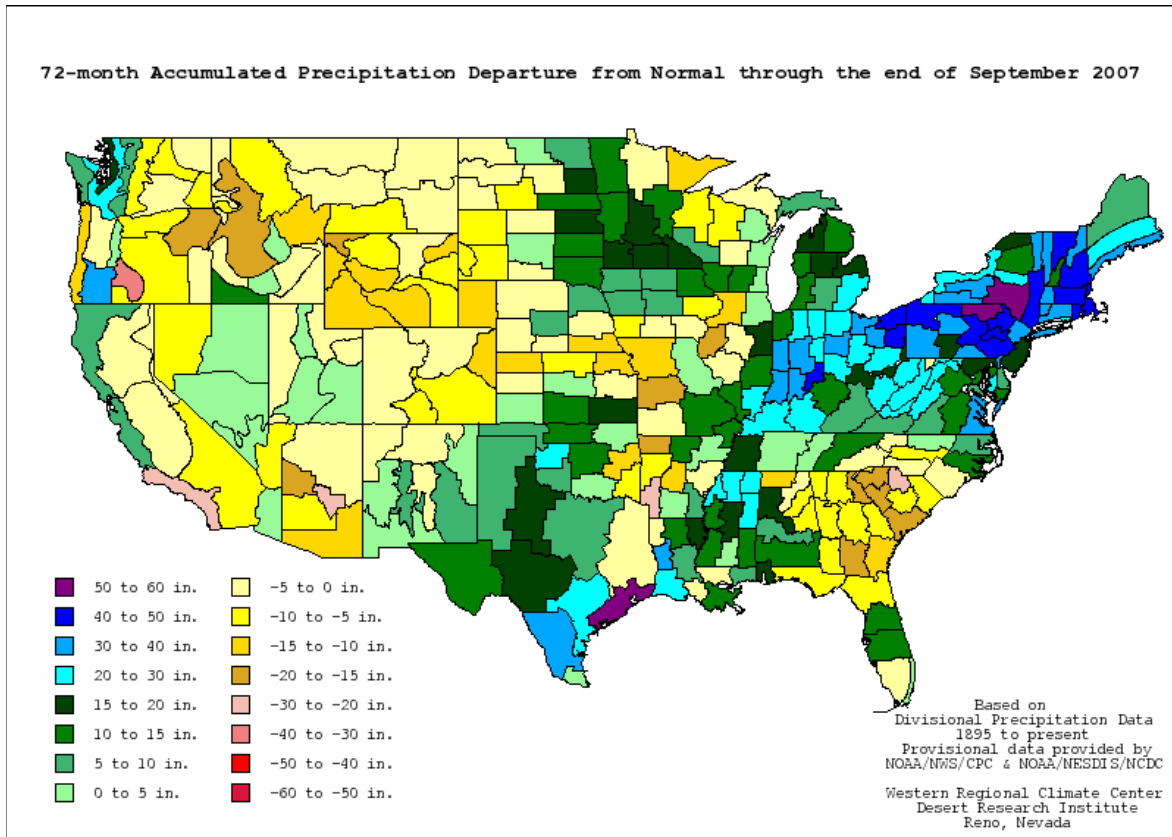 72-month Accumulated Precipitation Departure from Normal through the end of September 2007
50 to 60 in.
40 to 50 in.
30 to 40 in.
20 to 30 in.
15 to 20 in.
10 to 15 in.
5 to 10 in.
0 to 5 in.
-5 to 0 in.
-10 to -5 in.
-15 to -10 in.
-20 to -15 in.
-30 to -20 in.
-40 to -30 in.
-50 to -40 in.
-60 to -50 in.
Based on
Divisional Precipitation Data
1895 to present
Provisional data provided by
NOAA/NWS/CPC & NOAA/NESDIS/NCDC
Western Regional Climate Center
Desert Research Institute
Reno, Nevada